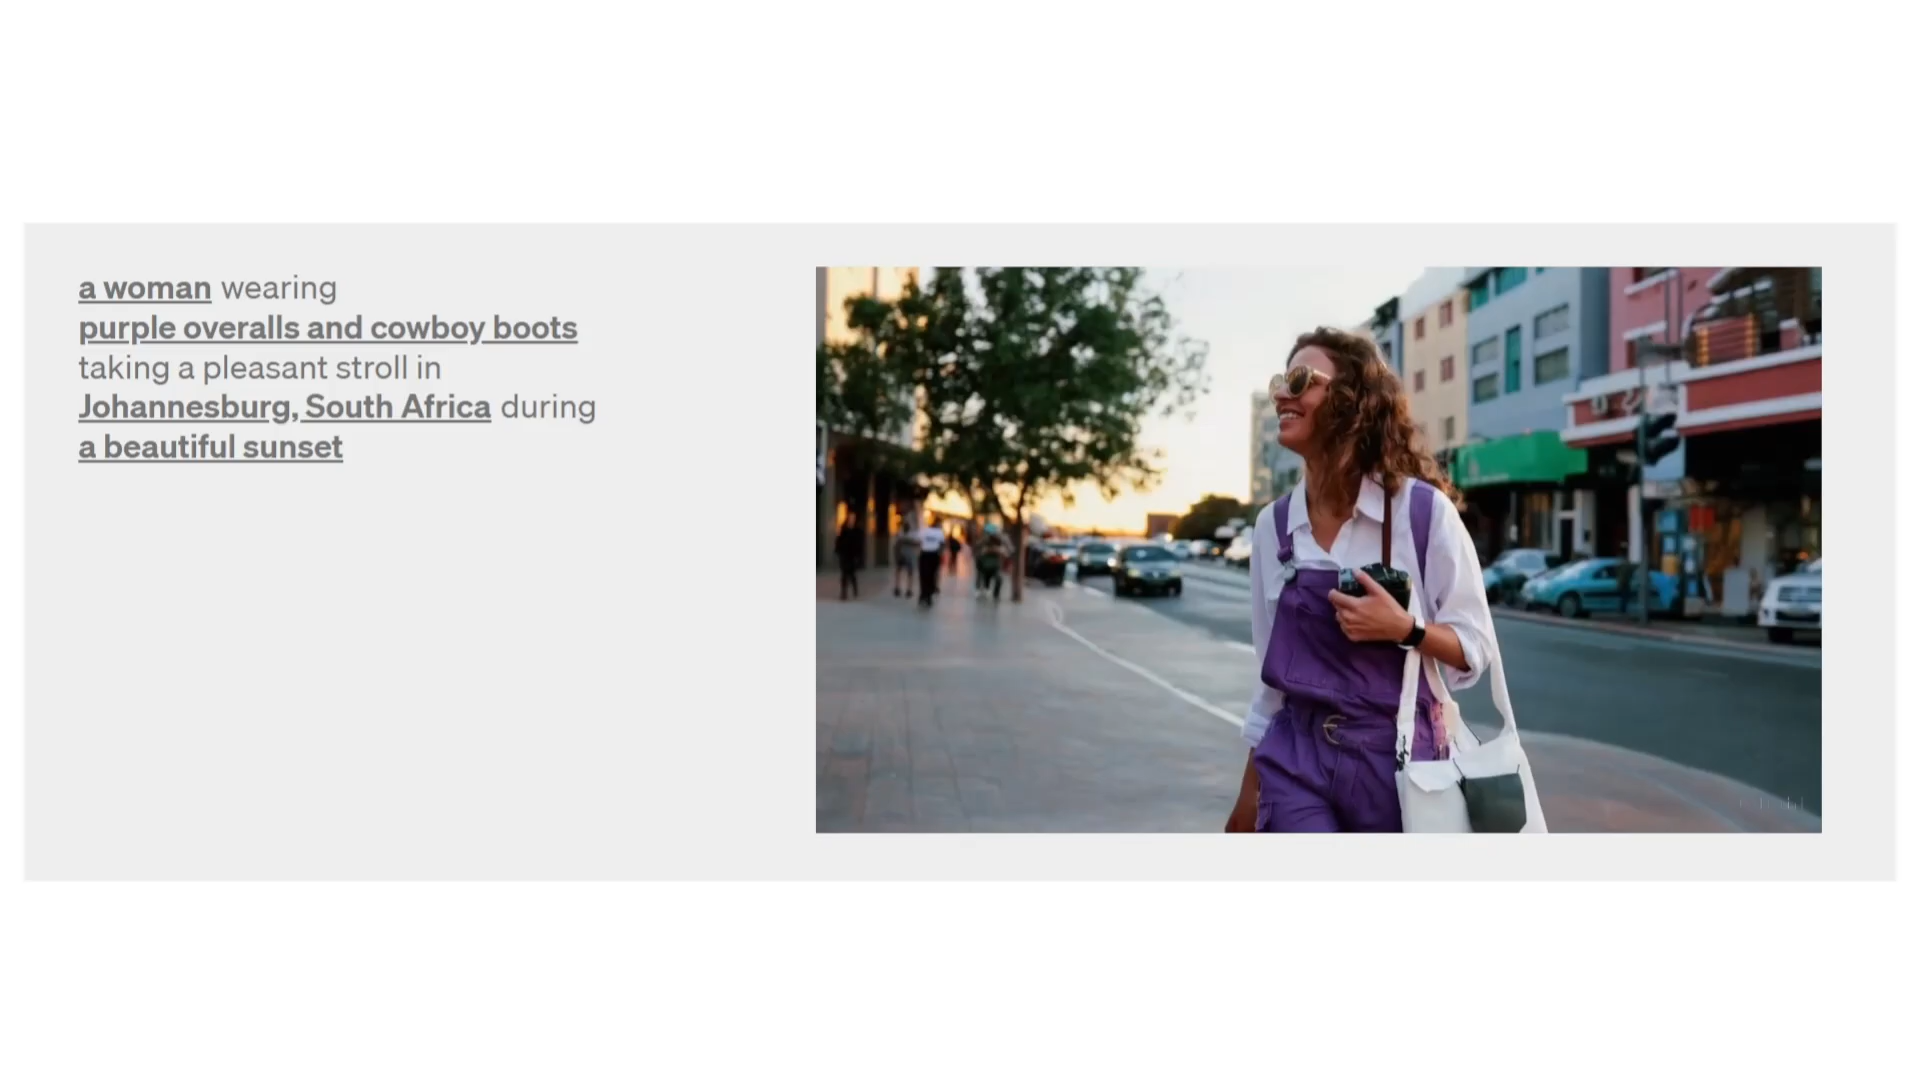 a woman wearing
purple overalls and cowboy boots
taking a pleasant stroll in
Johannesburg, South Africa during
a beautiful sunset